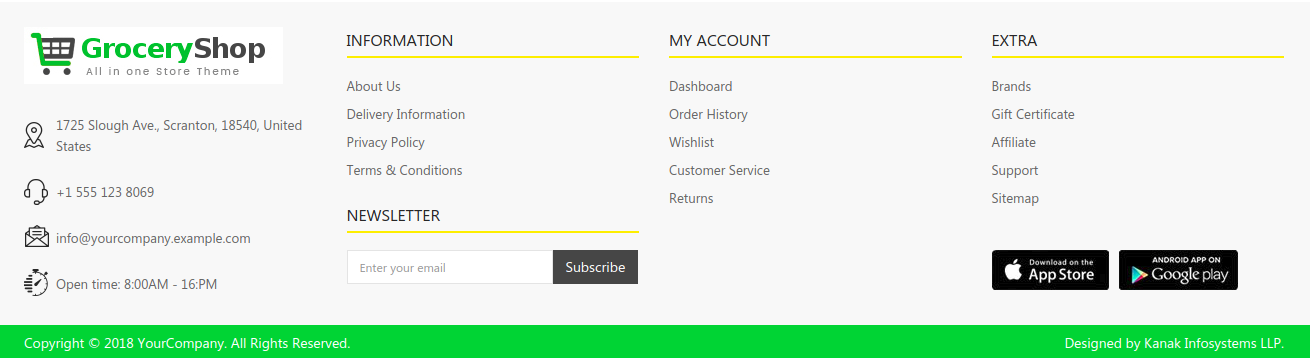 GroceryShop
All in one Store Theme
1725 Slough Ave., Scranton, 18540, United
States
+1 555 123 8069
info@yourcompany.example.com
Open time: 8:00AM - 16:PM
INFORMATION
About Us
Delivery Information
Privacy Policy
Terms & Conditions
NEWSLETTER
Enter your email
Subscribe
MY ACCOUNT
Dashboard
Order History
Wishlist
Customer Service
Returns
EXTRA
Brands
Gift Certificate
Affiliate
Support
Sitemap
Download on the
App Store
ANDROID APP ON
Google play
Copyright © 2018 YourCompany. All Rights Reserved.
Designed by Kanak Infosystems LLP.